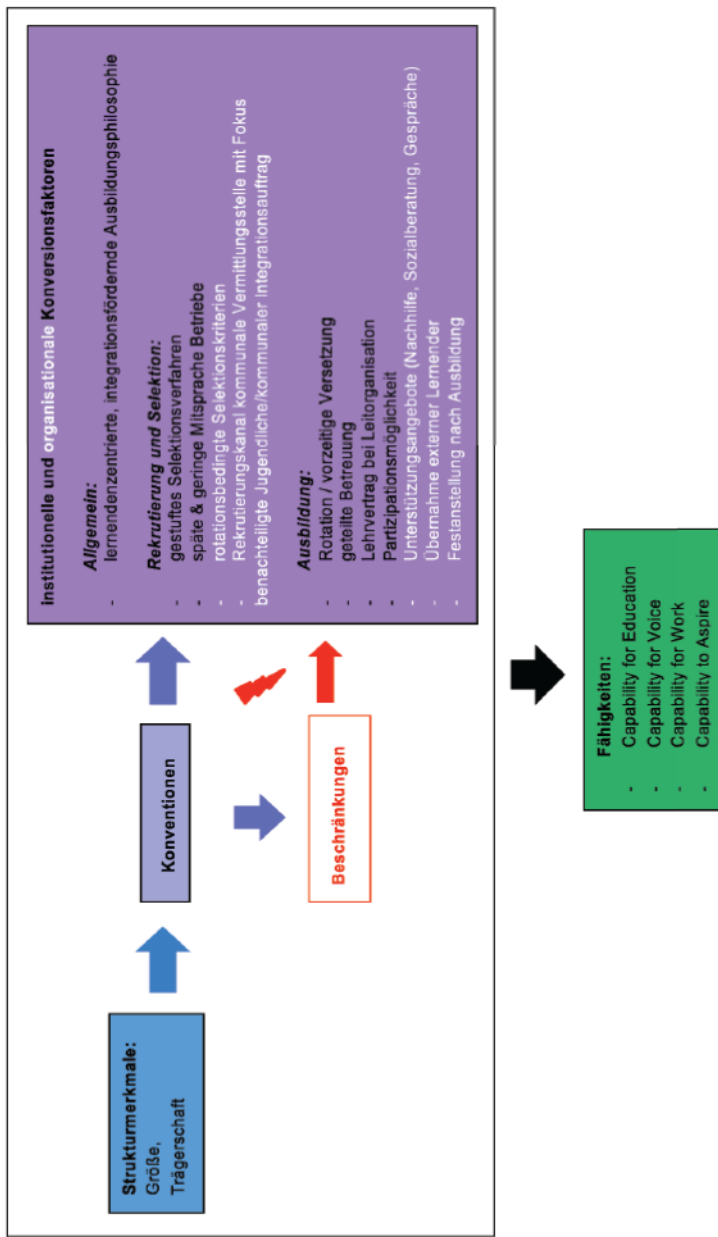 Strukturmerkmale:
Größe,
Trägerschaft
Konventionen
Beschränkungen
institutionelle und organisationale Konversionsfaktoren
Allgemein:
- lernendenzentrierte, integrationsfördernde Ausbildungsphilosophie
Rekrutierung und Selektion:
- gestuftes Selektionsverfahren
- späte & geringe Mitsprache Betriebe
- rotationsbedingte Selektionskriterien
- Rekrutierungskanal kommunale Vermittlungsstelle mit Fokus
benachteiligte Jugendliche/kommunaler Integrationsauftrag
Ausbildung:
- Rotation / vorzeitige Versetzung
- geteilte Betreuung
- Lehrvertrag bei Leitorganisation
- Partizipationsmöglichkeit
- Unterstützungsangebote (Nachhilfe, Sozialberatung, Gespräche)
- Übernahme externer Lernender
- Festanstellung nach Ausbildung
Fähigkeiten:
- Capability for Education
- Capability for Voice
- Capability for Work
- Capability to Aspire